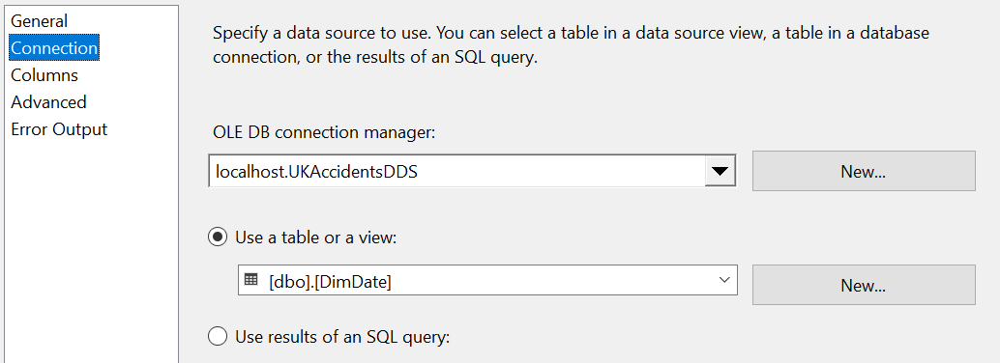 General
Connection
Columns
Advanced
Error Output
Specify a data source to use. You can select a table in a data source view, a table in a database
connection, or the results of an SQL query.
OLE DB connection manager:
localhost.UKAccidentsDDS
New...
Use a table or a view:
[dbo].[DimDate]
New...
Use results of an SQL query: